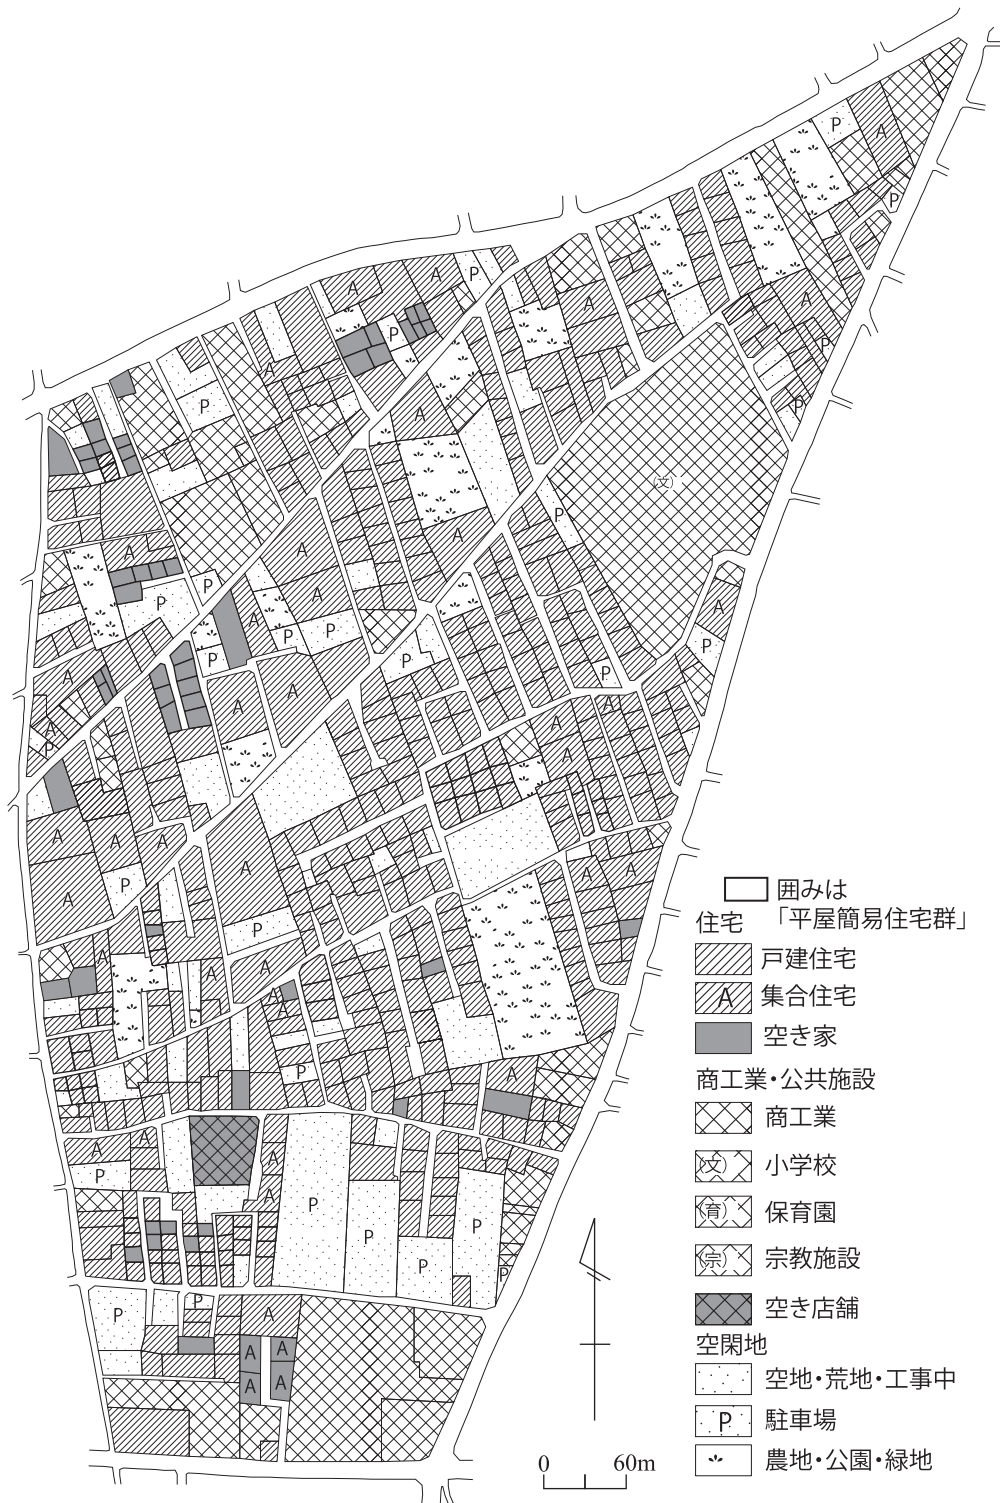 囲みは
「平屋簡易住宅群」
住宅
戸建住宅
A 集合住宅
空き家
商工業・公共施設
商工業
文 小学校
育 保育園
宗 宗教施設
空き店舗
空閑地
空地・荒地・工事中
P 駐車場
農地・公園・緑地
0 60m
文